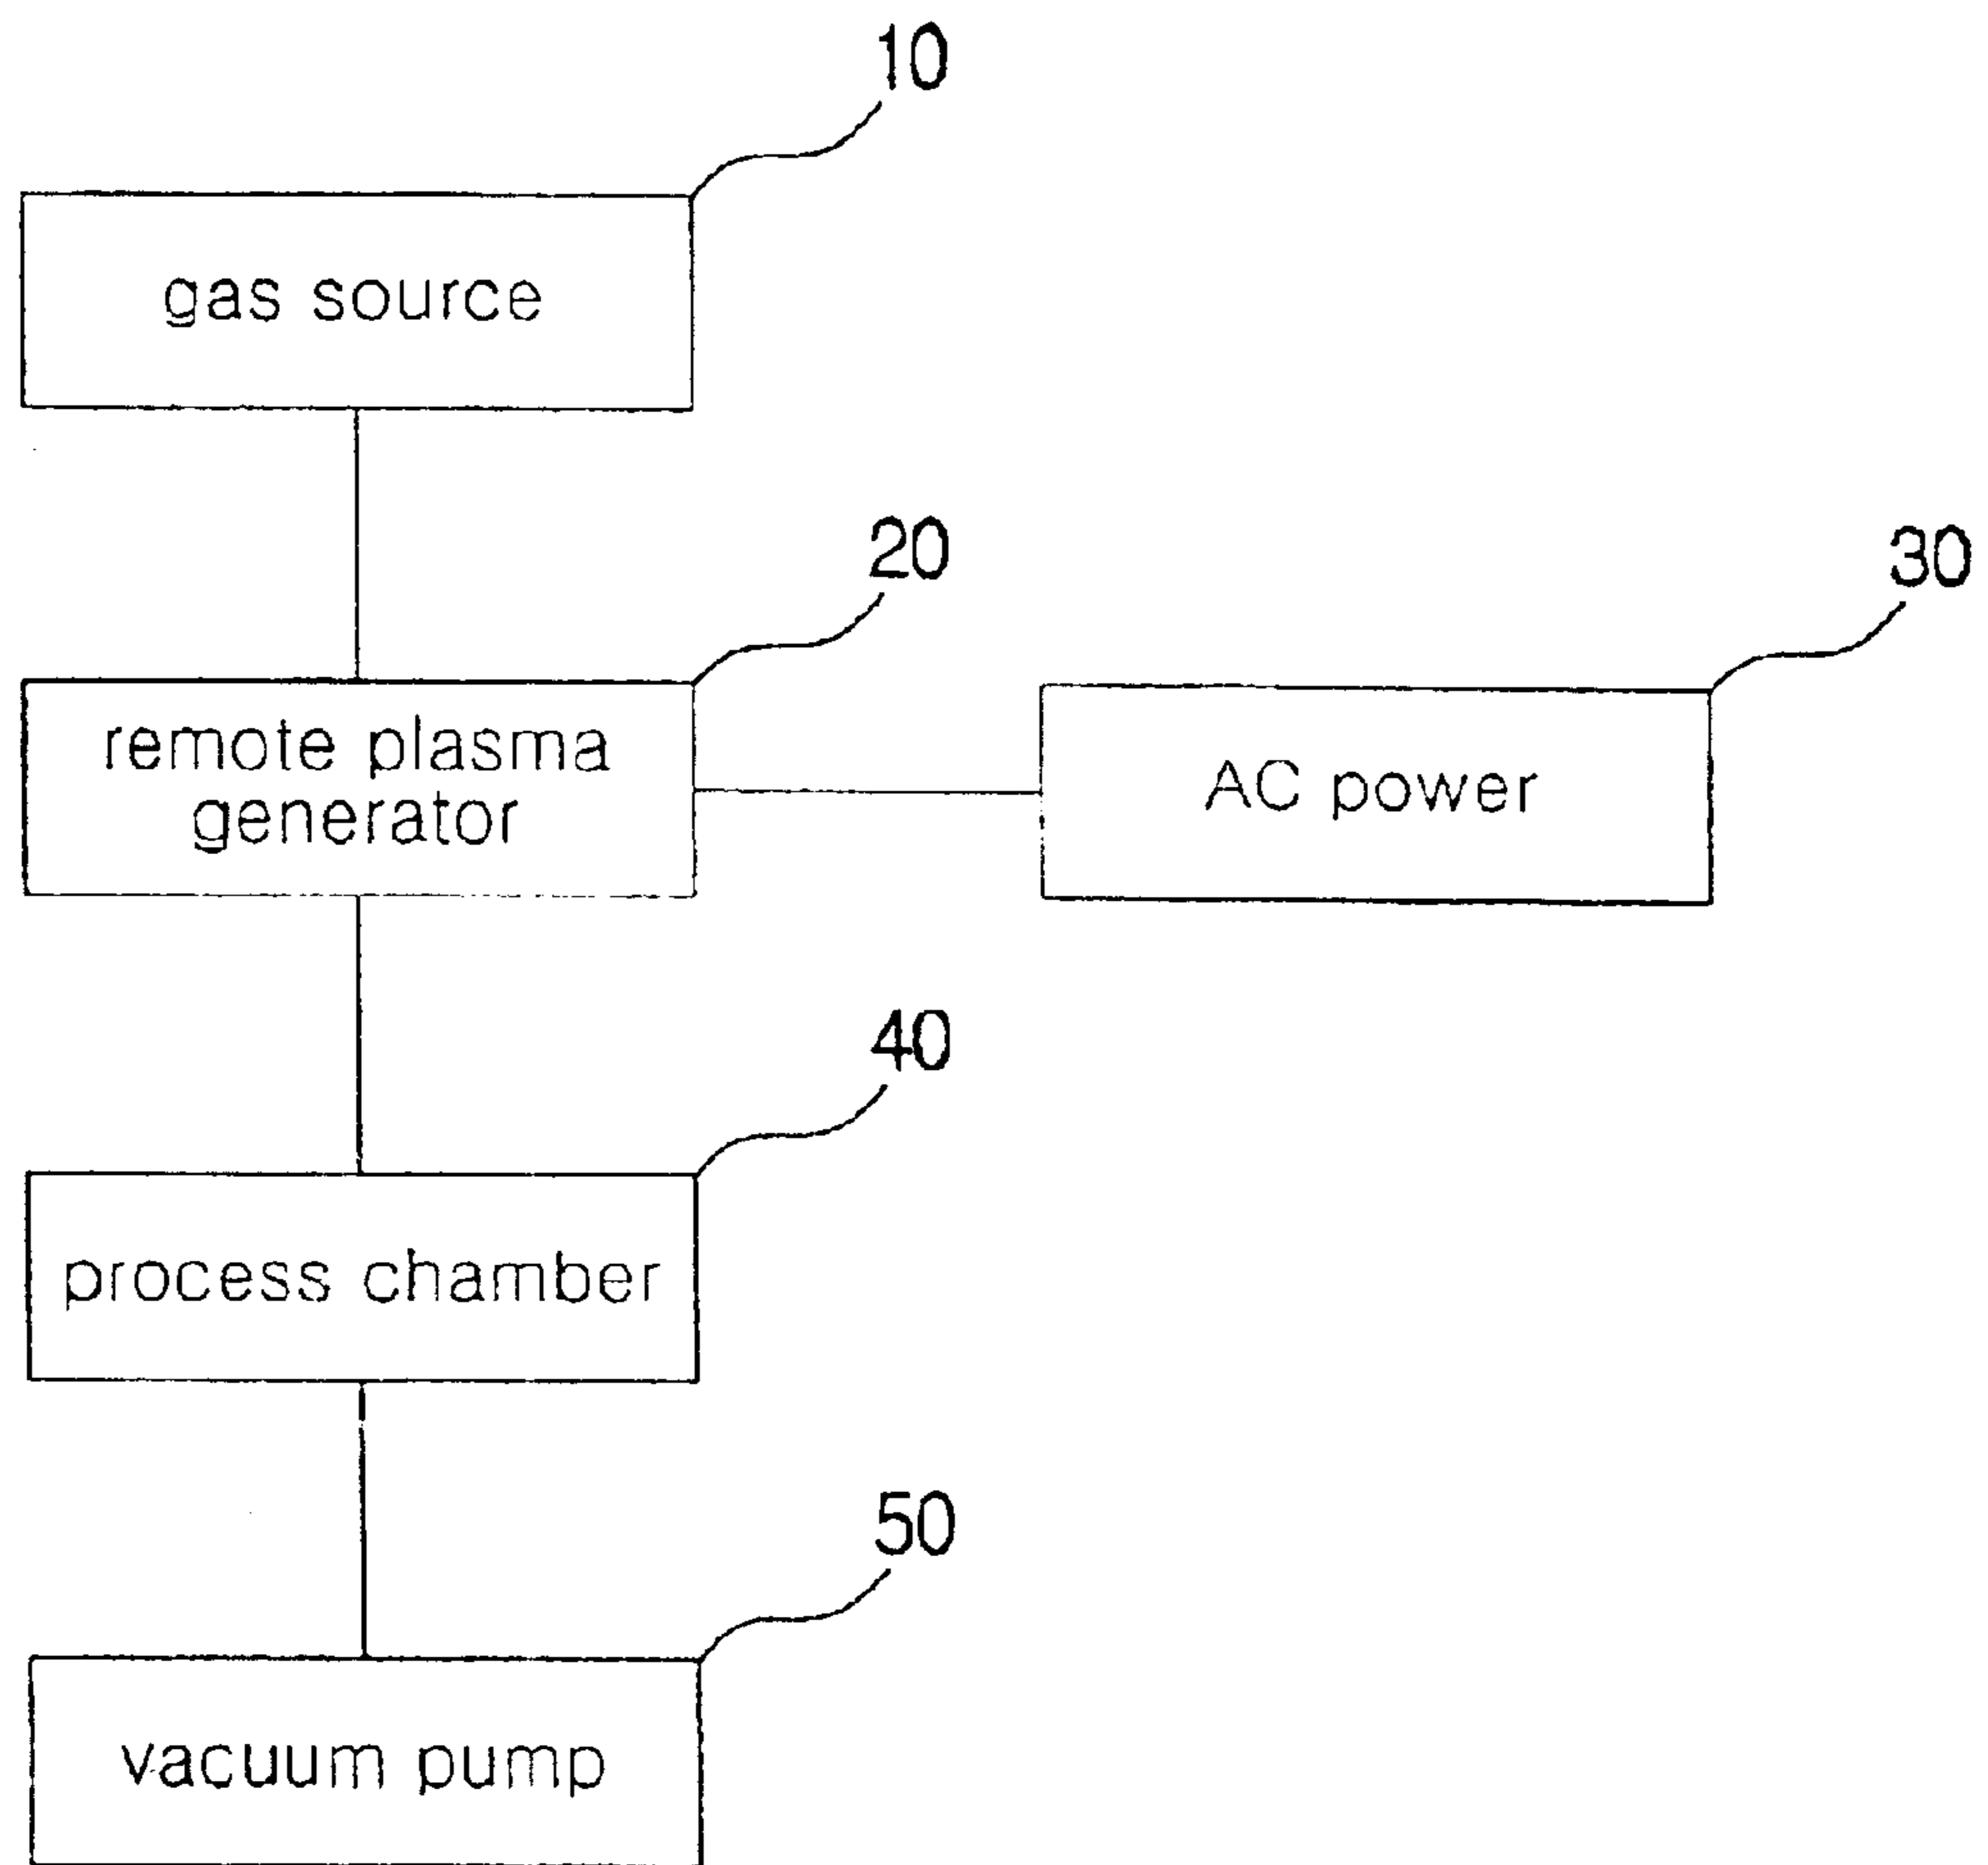 10
gas source
20
30
remote plasma
generator
AC power
40
process chamber
50
vacuum pump